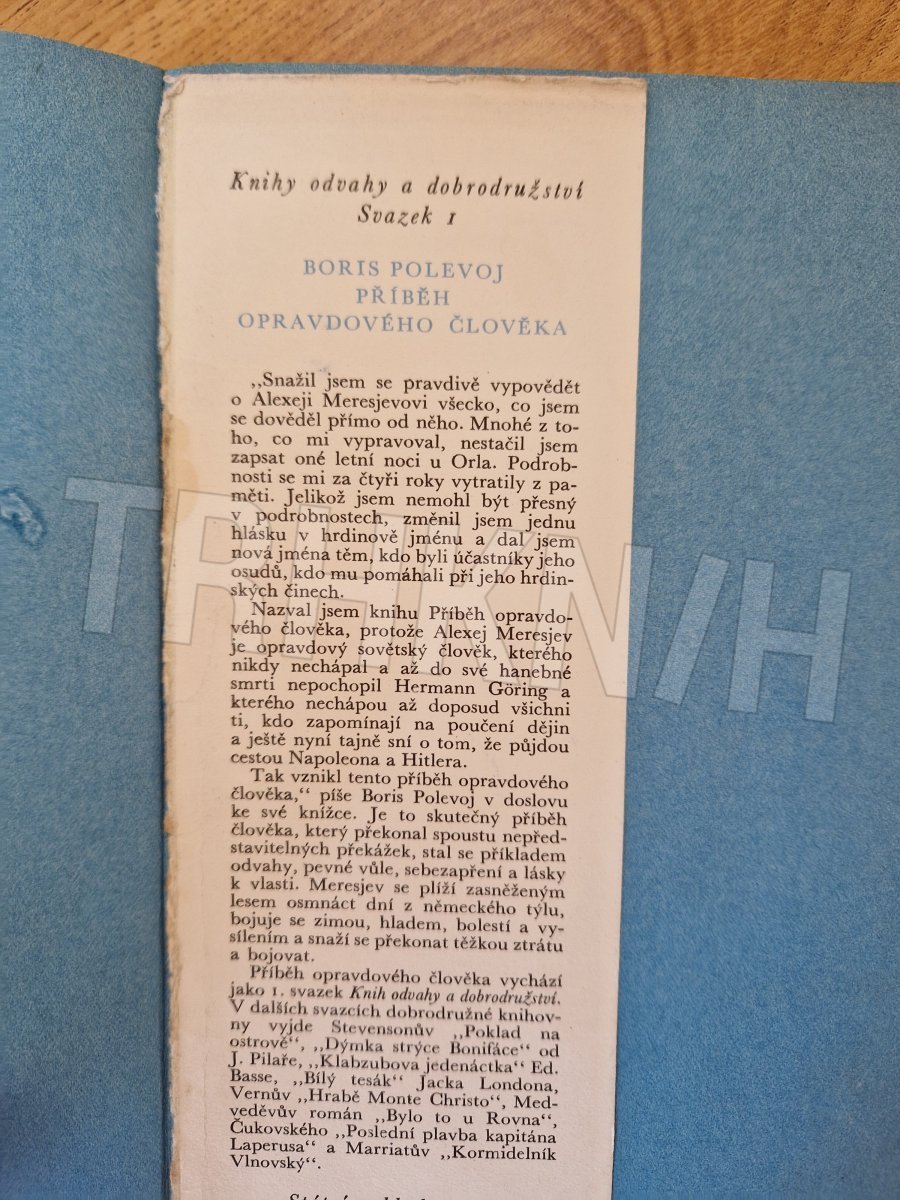 Knihy odvahy a dobrodružství
Svazek 1
BORIS POLEVOJ
PŘÍBĚH
OPRAVDOVÉHO ČLOVĚKA
,,Snažil jsem se pravdivě vypovědět
o Alexeji Meresjevovi všecko, co jsem
se dověděl přímo od něho. Mnohé z to-
ho, co mi vypravoval, nestačil jsem
zapsat oné letní noci u Orla. Podrob-
nosti se mi za čtyři roky vytratily z pa-
měti. Jelikož jsem nemohl být přesný
v podrobnostech, změnil jsem jednu
hlásku v hrdinově jménu a dal jsem
nová jména těm, kdo byli účastníky jeho
osudů, kdo mu pomáhali při jeho hrdin-
ských činech.
Nazval jsem knihu Příběh opravdo-
vého člověka, protože Alexej Meresjev
je opravdový sovětský člověk, kterého
nikdy nechápal a až do své hanebné
smrti nepochopil Hermann Göring a
kterého nechápou až doposud všichni
ti, kdo zapomínají na poučení dějin
a ještě nyní tajně sní o tom, že půjdou
cestou Napoleona a Hitlera.
Tak vznikl tento příběh opravdového
člověka,“ píše Boris Polevoj v doslovu
ke své knížce. Je to skutečný příběh
člověka, který překonal spoustu nepřed-
stavitelných překážek, stal se příkladem
odvahy, pevné vůle, sebezapření a lásky
k vlasti. Meresjev se plíží zasněženým
lesem osmnáct dní z německého týlu,
bojuje se zimou, hladem, bolestí a vy-
sílením a snaží se překonat těžkou ztrátu
a bojovat.
Příběh opravdového člověka vychází
jako 1. svazek Knih odvahy a dobrodružství.
V dalších svazcích dobrodružné knihov-
ny vyjde Stevensonův ,,Poklad na
ostrově“, ,,Dýmka strýce Bonifáce“ od
J. Pilaře, ,,Klabzubova jedenáctka“ Ed.
Basse, ,,Bílý tesák“ Jacka Londona,
Vernův ,,Hrabě Monte Christo“, Med-
veděvův román ,,Bylo to u Rovna“,
Čukovského ,,Poslední plavba kapitána
Laperusa“ a Marriatův ,,Kormidelník
Vlnovský“.